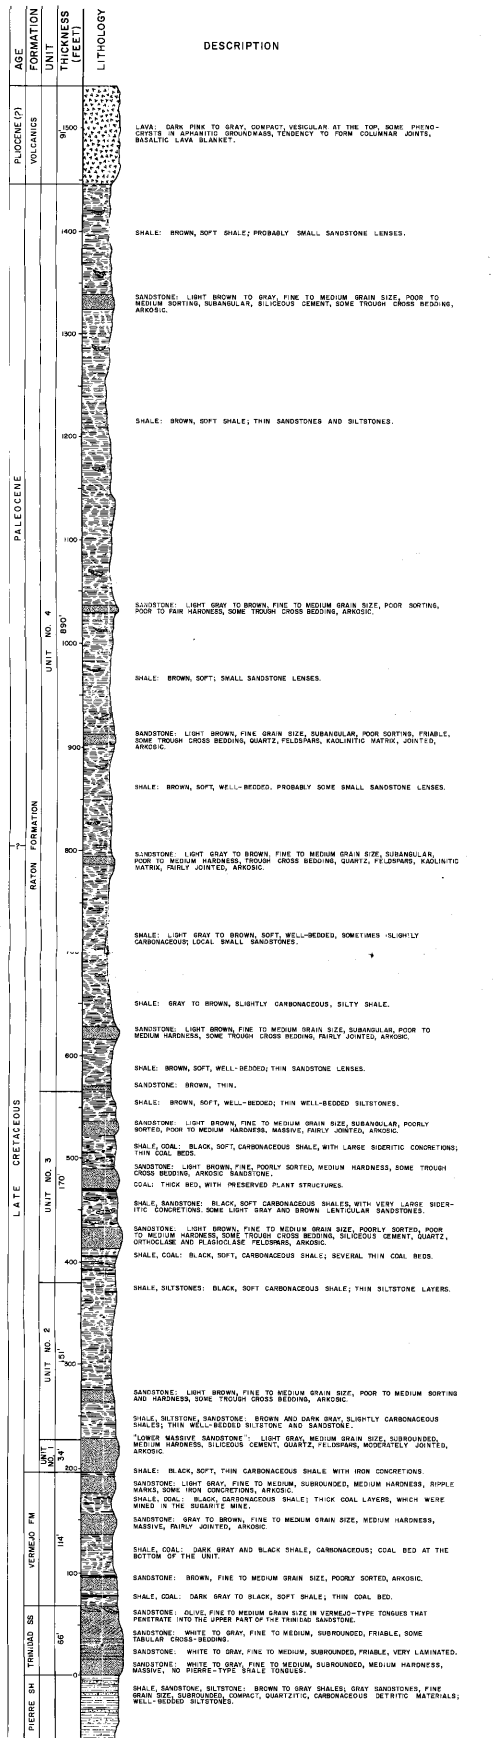 AGE
FORMATION
UNIT
THICKNESS (FEET)
LITHOLOGY
DESCRIPTION
PLIOCENE (?)
VOLCANICS
91'
1500
LAVA: DARK PINK TO GRAY, COMPACT, VESICULAR AT THE TOP, SOME PHENO-
CRYSTS IN APHANITIC GROUNDMASS, TENDENCY TO FORM COLUMNAR JOINTS,
BASALTIC LAVA BLANKET.
1400
SHALE: BROWN, SOFT SHALE; PROBABLY SMALL SANDSTONE LENSES.
SANDSTONE: LIGHT BROWN TO GRAY, FINE TO MEDIUM GRAIN SIZE, POOR TO
MEDIUM SORTING, SUBANGULAR, SILICEOUS CEMENT, SOME TROUGH CROSS BEDDING,
ARKOSIC.
1300
SHALE: BROWN, SOFT SHALE; THIN SANDSTONES AND SILTSTONES.
1200
PALEOCENE
1100
SANDSTONE: LIGHT GRAY TO BROWN, FINE TO MEDIUM GRAIN SIZE, POOR SORTING,
POOR TO FAIR HARDNESS, SOME TROUGH CROSS BEDDING, ARKOSIC.
UNIT NO. 4
890'
1000
SHALE: BROWN, SOFT; SMALL SANDSTONE LENSES.
SANDSTONE: LIGHT BROWN, FINE GRAIN SIZE, SUBANGULAR, POOR SORTING, FRIABLE,
SOME TROUGH CROSS BEDDING, QUARTZ, FELDSPARS, KAOLINITIC MATRIX, JOINTED,
ARKOSIC.
900
SHALE: BROWN, SOFT, WELL-BEDDED. PROBABLY SOME SMALL SANDSTONE LENSES.
?
RATON FORMATION
800
SANDSTONE: LIGHT GRAY TO BROWN, FINE TO MEDIUM GRAIN SIZE, SUBANGULAR,
POOR TO MEDIUM HARDNESS, TROUGH CROSS BEDDING, QUARTZ, FELDSPARS, KAOLINITIC
MATRIX, FAIRLY JOINTED, ARKOSIC.
SHALE: LIGHT GRAY TO BROWN, SOFT, WELL-BEDDED, SOMETIMES SLIGHTLY
CARBONACEOUS; LOCAL SMALL SANDSTONES.
SHALE: GRAY TO BROWN, SLIGHTLY CARBONACEOUS, SILTY SHALE.
SANDSTONE: LIGHT BROWN, FINE TO MEDIUM GRAIN SIZE, SUBANGULAR, POOR TO
MEDIUM HARDNESS, SOME TROUGH CROSS BEDDING, FAIRLY JOINTED, ARKOSIC.
600
SHALE: BROWN, SOFT, WELL-BEDDED; THIN SANDSTONE LENSES.
SANDSTONE: BROWN, THIN.
SHALE: BROWN, SOFT, WELL-BEDDED; THIN WELL-BEDDED SILTSTONES.
LATE CRETACEOUS
SANDSTONE: LIGHT BROWN, FINE TO MEDIUM GRAIN SIZE, SUBANGULAR, POORLY
SORTED, POOR TO MEDIUM HARDNESS, MASSIVE, FAIRLY JOINTED, ARKOSIC.
500
SHALE, COAL: BLACK, SOFT, CARBONACEOUS SHALE, WITH LARGE SIDERITIC CONCRETIONS;
THIN COAL BEDS.
UNIT NO. 3
170'
SANDSTONE: LIGHT BROWN, FINE, POORLY SORTED, MEDIUM HARDNESS, SOME TROUGH
CROSS BEDDING, ARKOSIC SANDSTONE.
COAL: THICK BED, WITH PRESERVED PLANT STRUCTURES.
SHALE, SANDSTONE: BLACK, SOFT CARBONACEOUS SHALES, WITH VERY LARGE SIDER-
ITIC CONCRETIONS. SOME LIGHT GRAY AND BROWN LENTICULAR SANDSTONES.
SANDSTONE: LIGHT BROWN, FINE TO MEDIUM GRAIN SIZE, POORLY SORTED, POOR
TO MEDIUM HARDNESS, SOME TROUGH CROSS BEDDING, SILICEOUS CEMENT, QUARTZ,
ORTHOCLASE AND PLAGIOCLASE FELDSPARS, ARKOSIC.
400
SHALE, COAL: BLACK, SOFT, CARBONACEOUS SHALE; SEVERAL THIN COAL BEDS.
SHALE, SILTSTONES: BLACK, SOFT CARBONACEOUS SHALE; THIN SILTSTONE LAYERS.
UNIT NO. 2
151'
300
SANDSTONE: LIGHT BROWN, FINE TO MEDIUM GRAIN SIZE, POOR TO MEDIUM SORTING
AND HARDNESS, SOME TROUGH CROSS BEDDING, ARKOSIC.
SHALE, SILTSTONE, SANDSTONE: BROWN AND DARK GRAY, SLIGHTLY CARBONACEOUS
SHALES; THIN WELL-BEDDED SILTSTONE AND SANDSTONE.
UNIT NO. 1
34'
"LOWER MASSIVE SANDSTONE": LIGHT GRAY, MEDIUM GRAIN SIZE, SUBROUNDED,
MEDIUM HARDNESS, SILICEOUS CEMENT, QUARTZ, FELDSPARS, MODERATELY JOINTED,
ARKOSIC.
200
SHALE: BLACK, SOFT, THIN CARBONACEOUS SHALE WITH IRON CONCRETIONS.
SANDSTONE: LIGHT GRAY, FINE TO MEDIUM, SUBROUNDED, MEDIUM HARDNESS, RIPPLE
MARKS, SOME IRON CONCRETIONS, ARKOSIC.
SHALE, COAL: BLACK, CARBONACEOUS SHALE; THICK COAL LAYERS, WHICH WERE
MINED IN THE SUGARITE MINE.
VERMEJO FM
114'
SANDSTONE: GRAY TO BROWN, FINE TO MEDIUM GRAIN SIZE, MEDIUM HARDNESS,
MASSIVE, FAIRLY JOINTED, ARKOSIC.
SHALE, COAL: DARK GRAY AND BLACK SHALE, CARBONACEOUS; COAL BED AT THE
BOTTOM OF THE UNIT.
100
SANDSTONE: BROWN, FINE TO MEDIUM GRAIN SIZE, POORLY SORTED, ARKOSIC.
SHALE, COAL: DARK GRAY TO BLACK, SOFT SHALE; THIN COAL BED.
TRINIDAD SS
66'
SANDSTONE: OLIVE, FINE TO MEDIUM GRAIN SIZE IN VERMEJO-TYPE TONGUES THAT
PENETRATE INTO THE UPPER PART OF THE TRINIDAD SANDSTONE.
SANDSTONE: WHITE TO GRAY, FINE TO MEDIUM, SUBROUNDED, FRIABLE, SOME
TABULAR CROSS-BEDDING.
SANDSTONE: WHITE TO GRAY, FINE TO MEDIUM, SUBROUNDED, FRIABLE, VERY LAMINATED.
SANDSTONE: WHITE TO GRAY, FINE TO MEDIUM, SUBROUNDED, MEDIUM HARDNESS,
MASSIVE, NO PIERRE-TYPE SHALE TONGUES.
0
PIERRE SH
SHALE, SANDSTONE, SILTSTONE: BROWN TO GRAY SHALES; GRAY SANDSTONES, FINE
GRAIN SIZE, SUBROUNDED, COMPACT, QUARTZITIC, CARBONACEOUS DETRITIC MATERIALS;
WELL-BEDDED SILTSTONES.